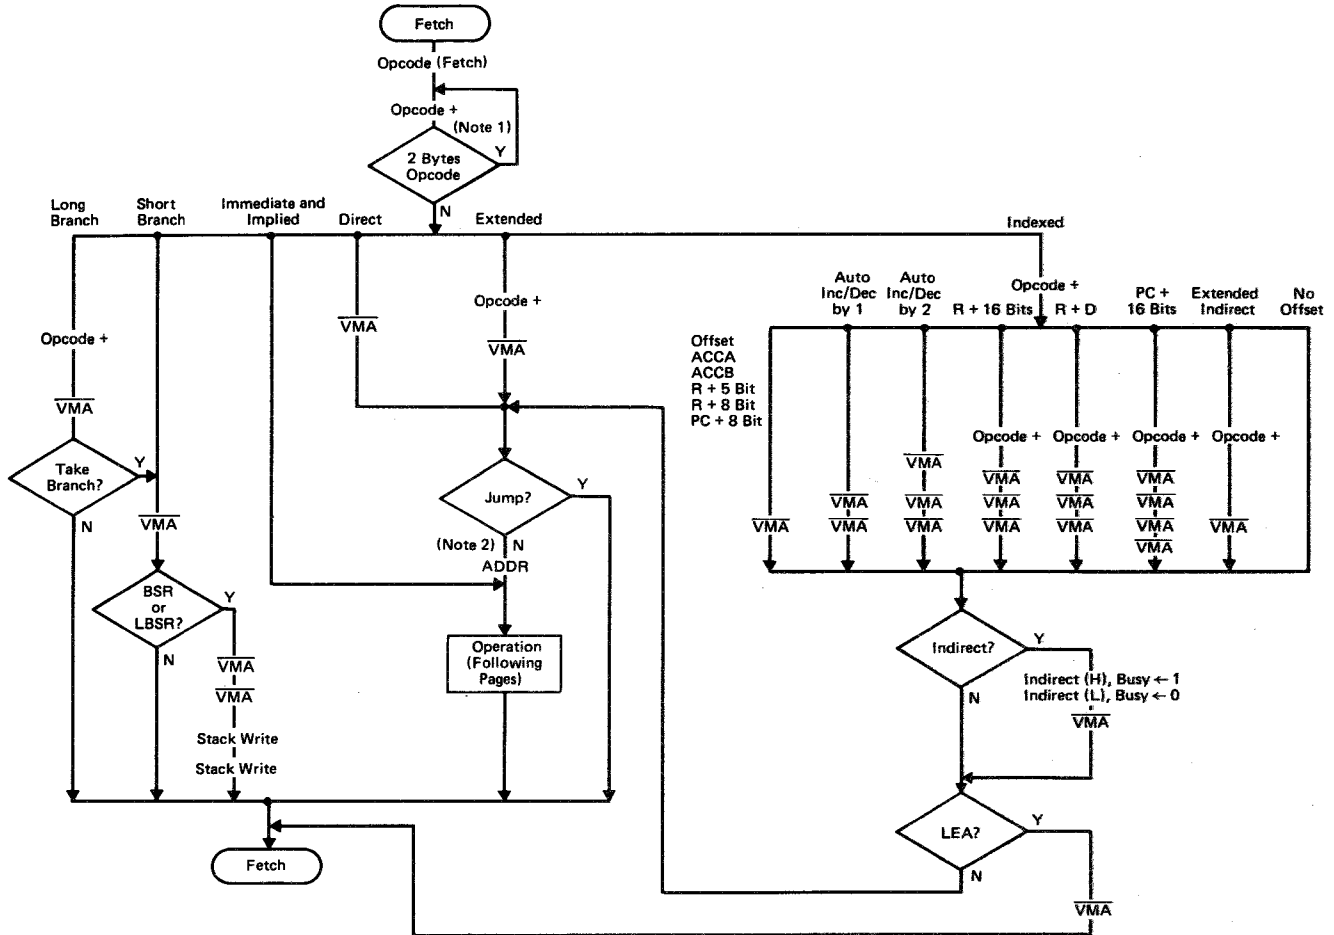 Fetch
Opcode (Fetch)
Opcode +
(Note 1)
2 Bytes
Opcode
Y
N
Long
Branch
Short
Branch
Immediate and
Implied
Direct
Extended
Indexed
Opcode +
VMA
Take
Branch?
Y
N
VMA
BSR
or
LBSR?
Y
N
VMA
VMA
Stack Write
Stack Write
VMA
Opcode +
VMA
Jump?
Y
(Note 2)
N
ADDR
Operation
(Following
Pages)
Fetch
Opcode +
Offset
ACCA
ACCB
R + 5 Bit
R + 8 Bit
PC + 8 Bit
VMA
Auto
Inc/Dec
by 1
VMA
VMA
Auto
Inc/Dec
by 2
VMA
VMA
VMA
R + 16 Bits
Opcode +
VMA
VMA
VMA
R + D
Opcode +
VMA
VMA
VMA
PC +
16 Bits
Opcode +
VMA
VMA
VMA
VMA
Extended
Indirect
Opcode +
VMA
No
Offset
Indirect?
Y
N
Indirect (H), Busy ← 1
Indirect (L), Busy ← 0
VMA
LEA?
Y
N
VMA